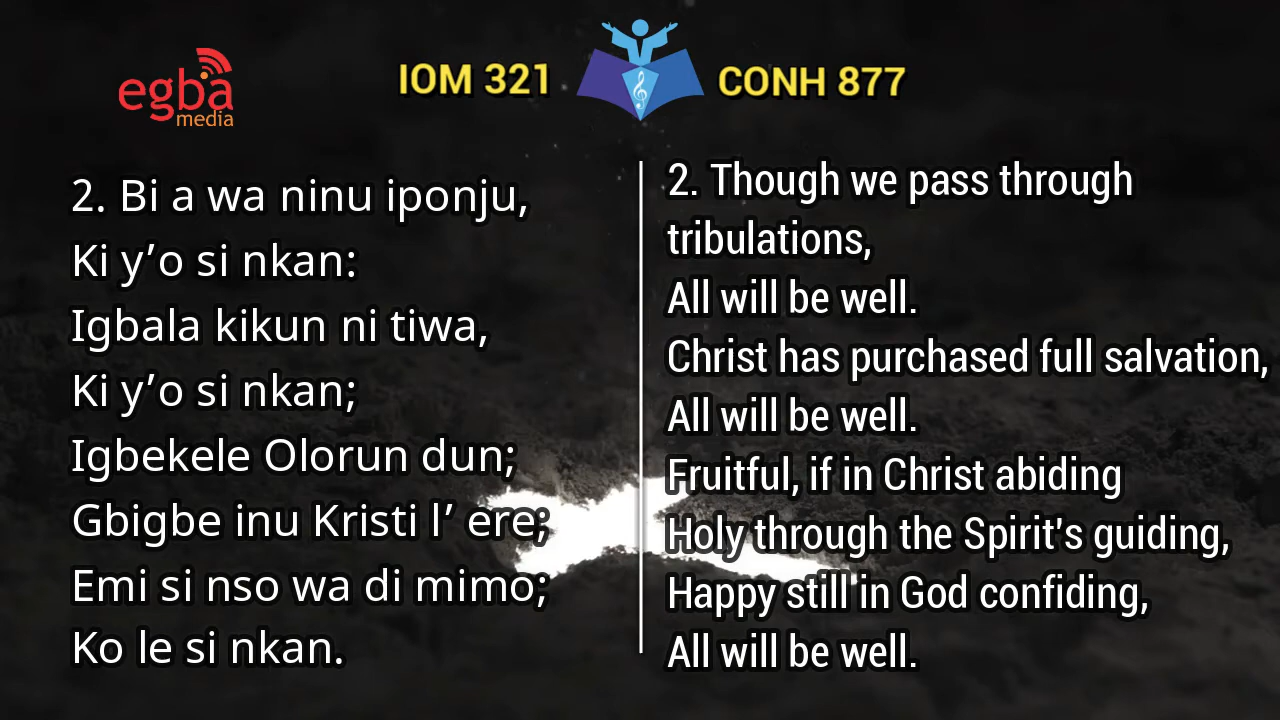 egba
media
IOM 321
CONH 877
2. Bi a wa ninu iponju,
Ki y’o si nkan:
Igbala kikun ni tiwa,
Ki y’o si nkan;
Igbekele Olorun dun;
Gbigbe inu Kristi l’ ere;
Emi si nso wa di mimo;
Ko le si nkan.
2. Though we pass through
tribulations,
All will be well.
Christ has purchased full salvation,
All will be well.
Fruitful, if in Christ abiding
Holy through the Spirit's guiding,
Happy still in God confiding,
All will be well.